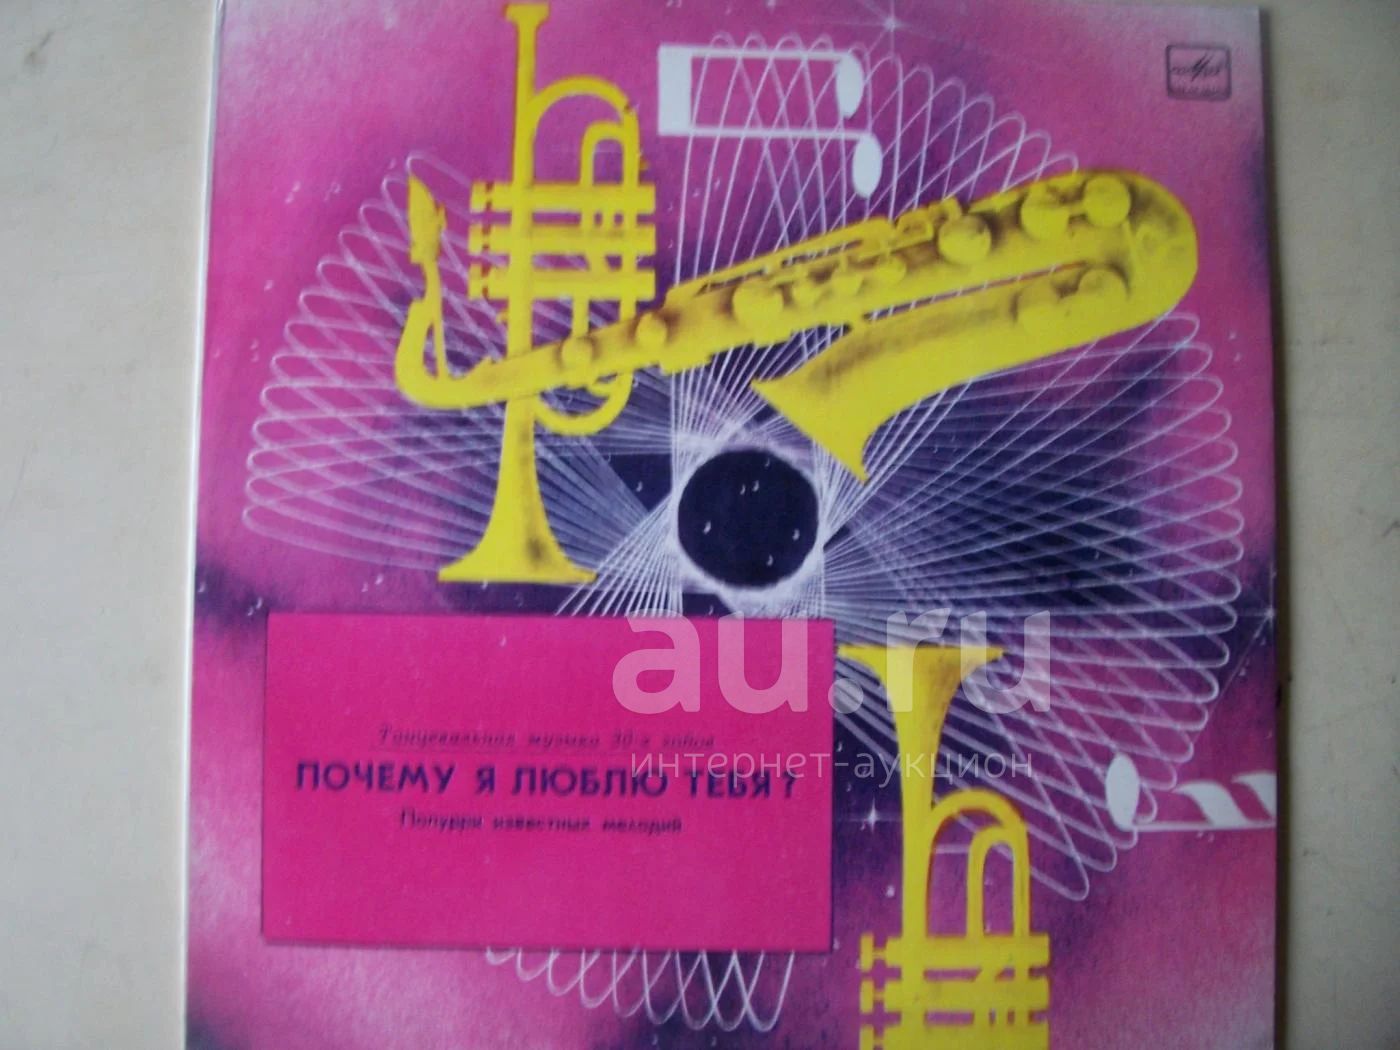 Танцевальная музыка 30-х годов
ПОЧЕМУ Я ЛЮБЛЮ ТЕБЯ?
Попурри известных мелодий
au.ru
интернет-аукцион